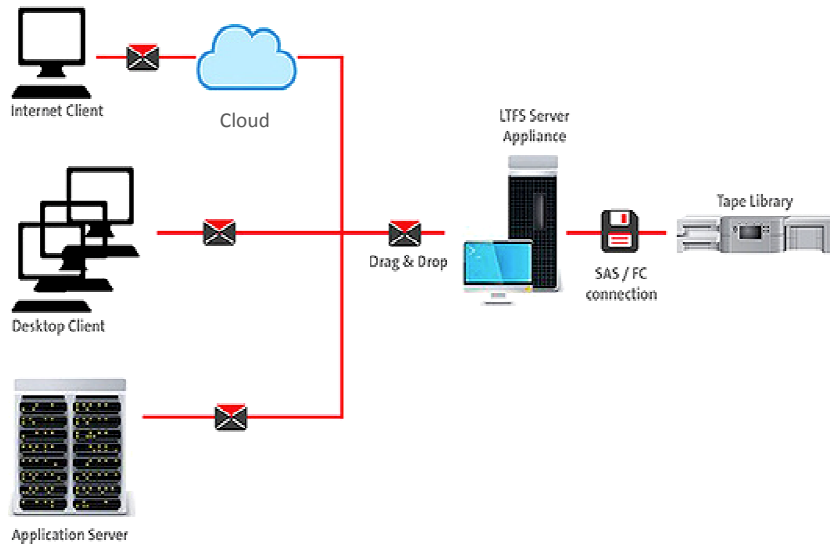 Internet Client
Cloud
LTFS Server
Appliance
Tape Library
Drag & Drop
SAS / FC
connection
Desktop Client
Application Server